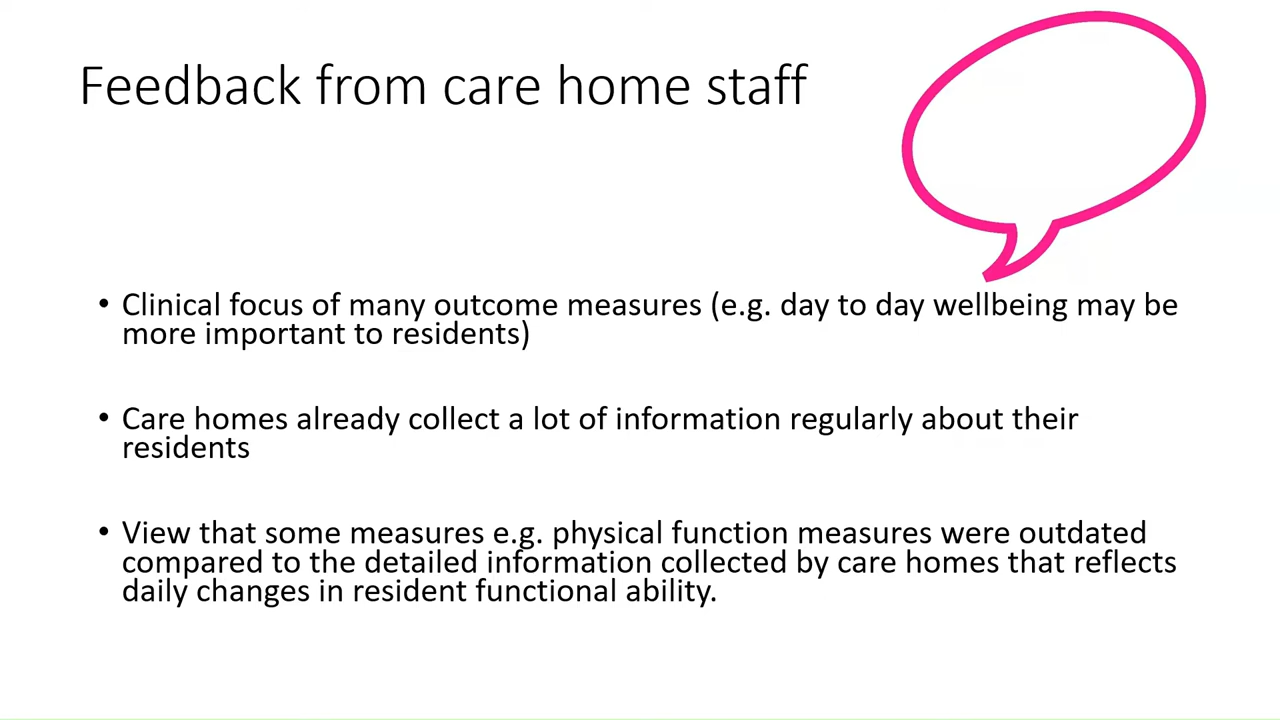 Feedback from care home staff
• Clinical focus of many outcome measures (e.g. day to day wellbeing may be
more important to residents)
• Care homes already collect a lot of information regularly about their
residents
• View that some measures e.g. physical function measures were outdated
compared to the detailed information collected by care homes that reflects
daily changes in resident functional ability.